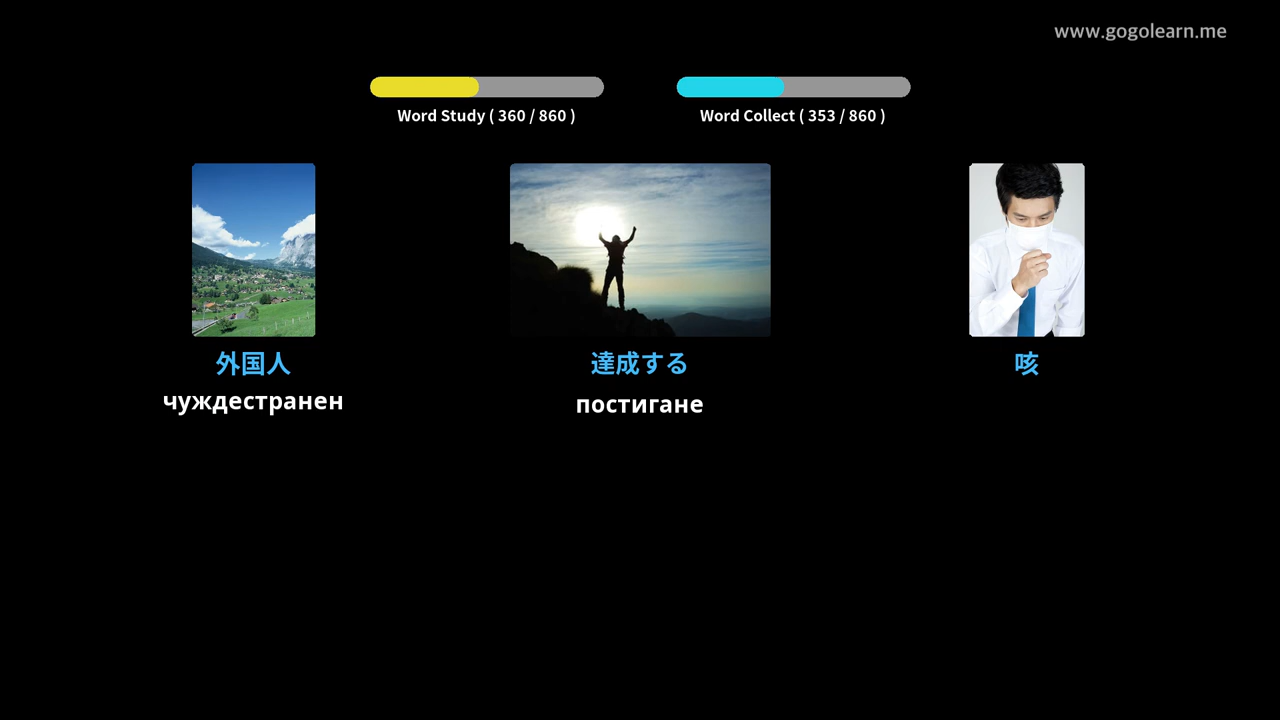 www.gogolearn.me
Word Study ( 360 / 860 )
Word Collect ( 353 / 860 )
外国人
чуждестранен
達成する
постигане
咳